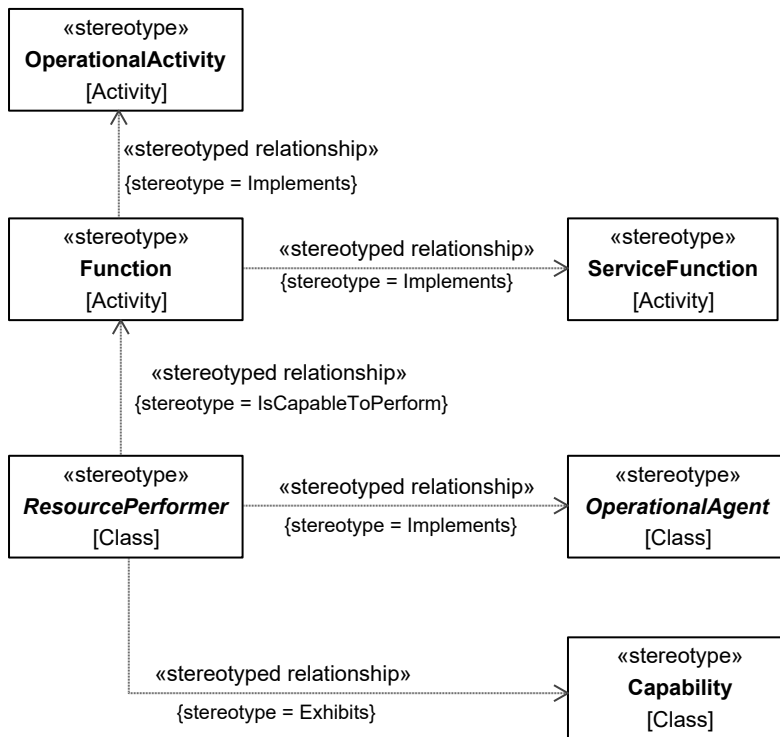 «stereotype»
OperationalActivity
[Activity]
«stereotyped relationship»
{stereotype = Implements}
«stereotype»
Function
[Activity]
«stereotyped relationship»
{stereotype = Implements}
«stereotype»
ServiceFunction
[Activity]
«stereotyped relationship»
{stereotype = IsCapableToPerform}
«stereotype»
ResourcePerformer
[Class]
«stereotyped relationship»
{stereotype = Implements}
«stereotype»
OperationalAgent
[Class]
«stereotyped relationship»
{stereotype = Exhibits}
«stereotype»
Capability
[Class]